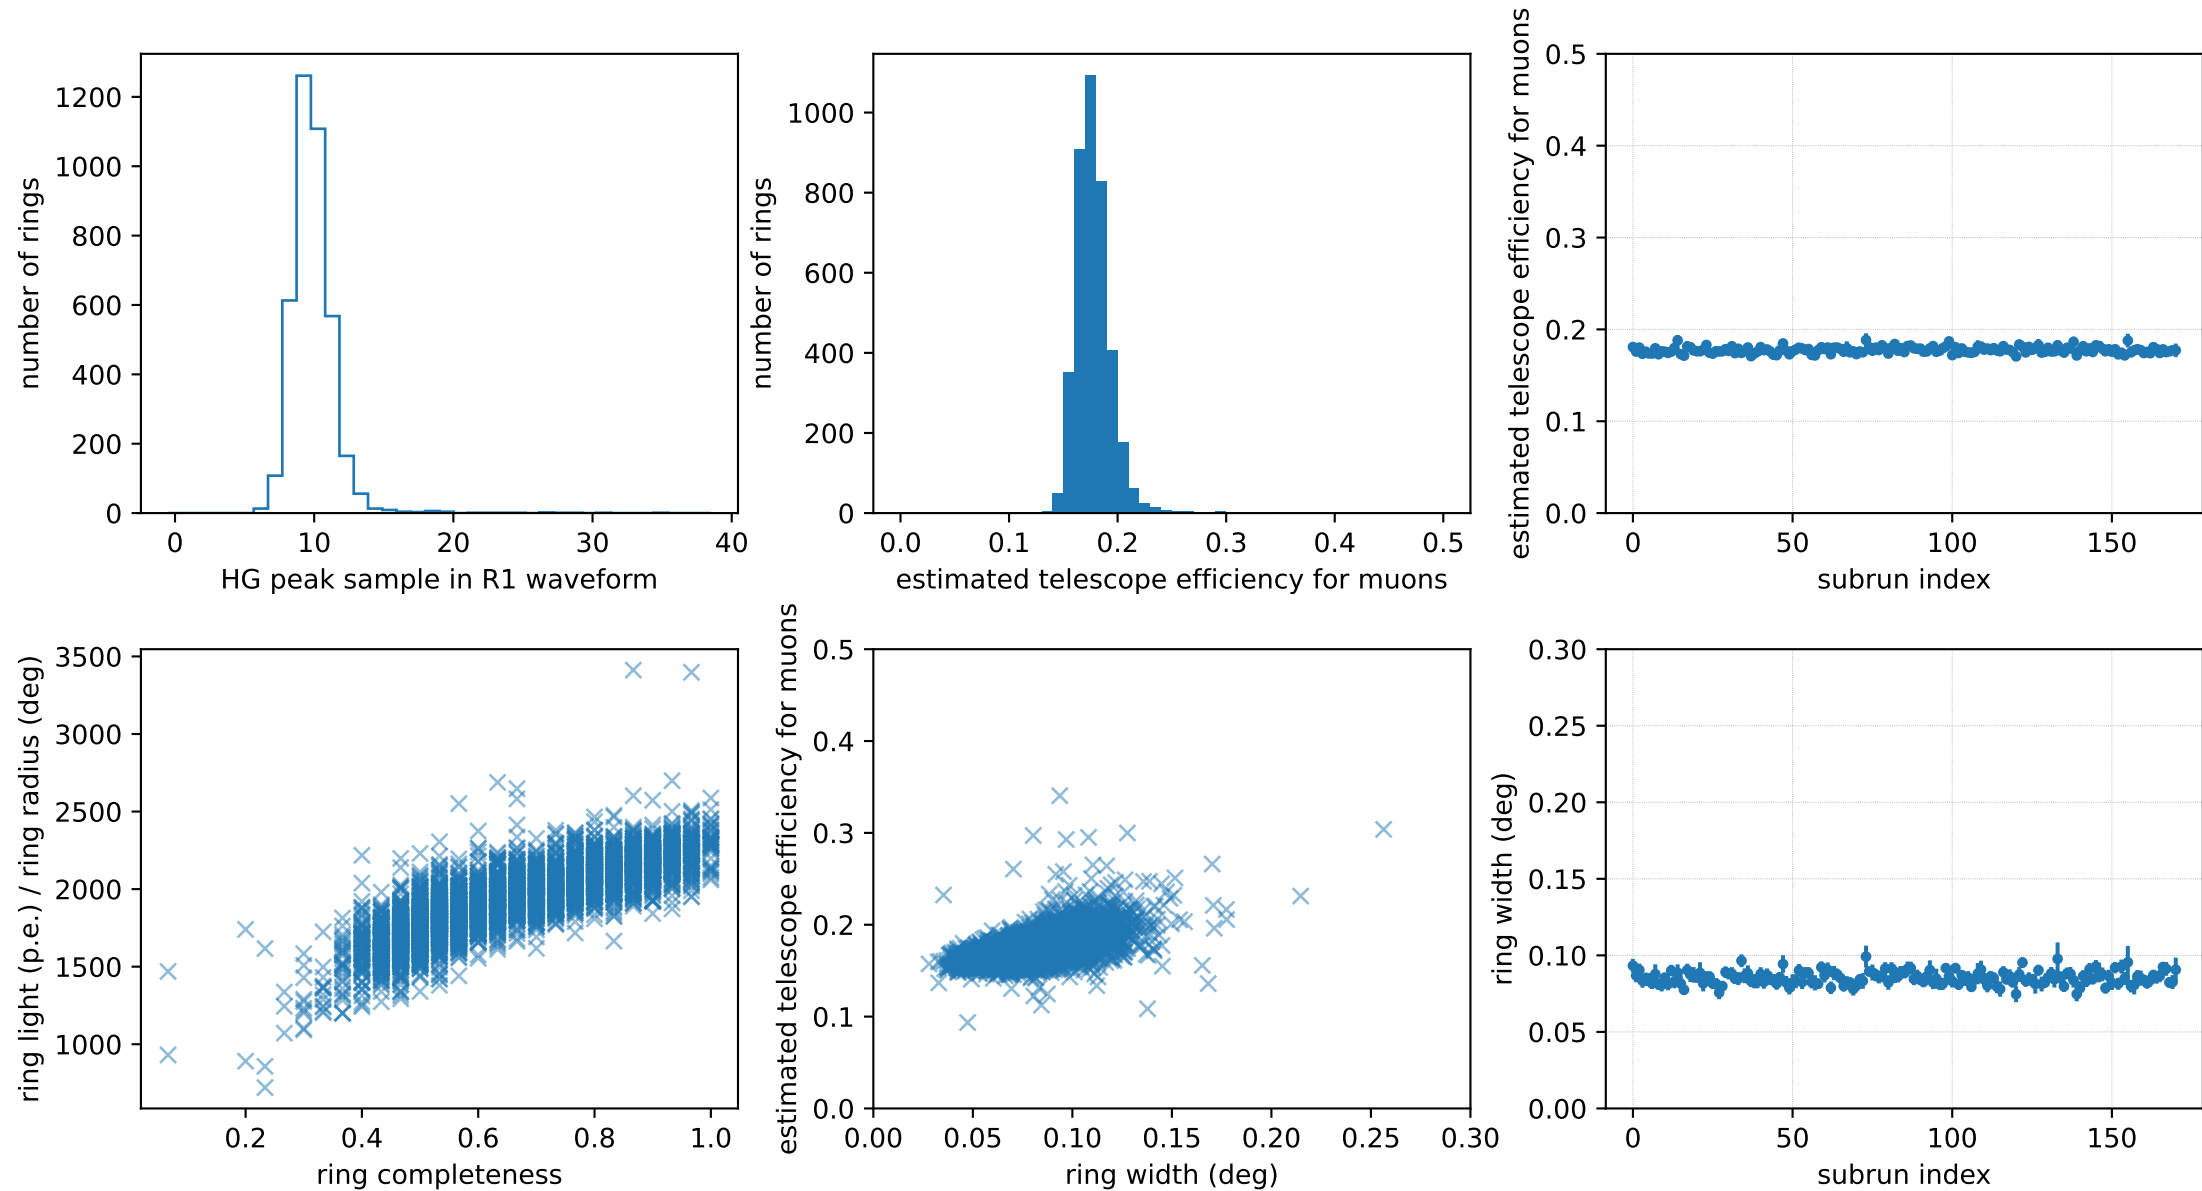 1200
1000
800
600
400
200
0
number of rings
0 10 20 30 40
HG peak sample in R1 waveform
1000
800
600
400
200
0
number of rings
0.0 0.1 0.2 0.3 0.4 0.5
estimated telescope efficiency for muons
0.5
0.4
0.3
0.2
0.1
0.0
estimated telescope efficiency for muons
0 50 100 150
subrun index
3500
3000
2500
2000
1500
1000
ring light (p.e.) / ring radius (deg)
0.2 0.4 0.6 0.8 1.0
ring completeness
0.5
0.4
0.3
0.2
0.1
0.0
estimated telescope efficiency for muons
0.00 0.05 0.10 0.15 0.20 0.25 0.30
ring width (deg)
0.30
0.25
0.20
0.15
0.10
0.05
0.00
ring width (deg)
0 50 100 150
subrun index